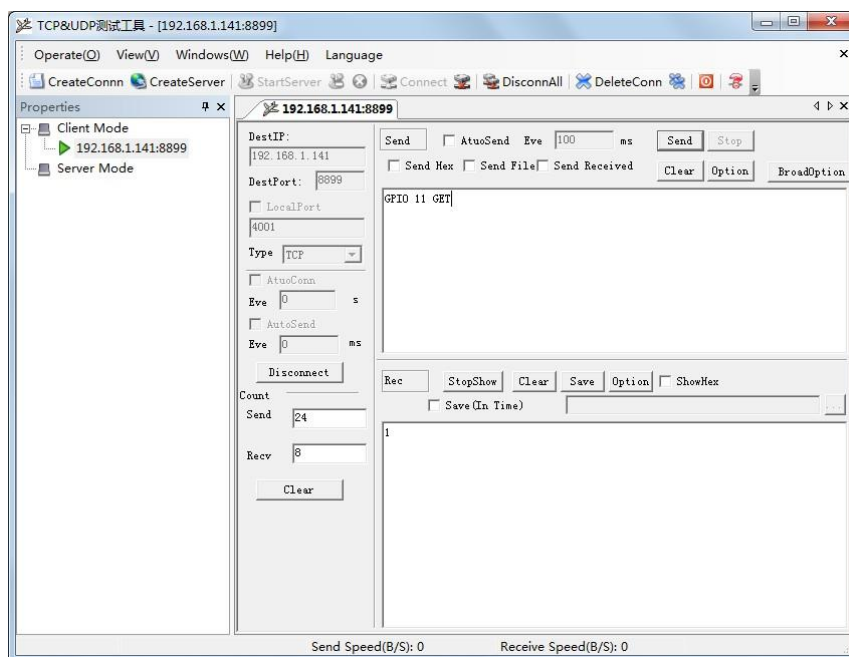 TCP&UDP测试工具 - [192.168.1.141:8899]
Operate(O) View(V) Windows(W) Help(H) Language
CreateConnn CreateServer StartServer Connect DisconnAll DeleteConn
Properties
Client Mode
192.168.1.141:8899
Server Mode
192.168.1.141:8899
DestIP:
192.168.1.141
DestPort: 8899
LocalPort
4001
Type TCP
AtuoConn
Eve 0 s
AutoSend
Eve 0 ms
Disconnect
Count
Send 24
Recv 8
Clear
Send AtuoSend Eve 100 ms Send Stop
Send Hex Send File Send Received Clear Option BroadOption
GPIO 11 GET
Rec StopShow Clear Save Option ShowHex
Save(In Time) ...
1
Send Speed(B/S): 0 Receive Speed(B/S): 0